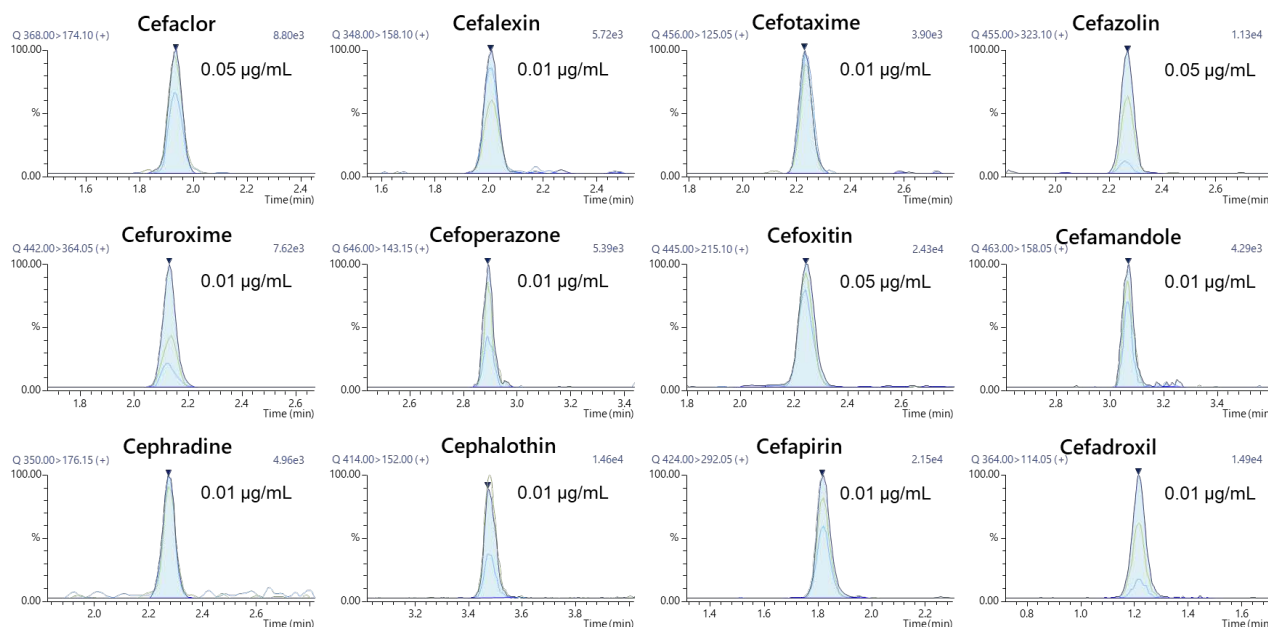 Cefaclor
Q 368.00>174.10 (+) 8.80e3
100.00
0.05 µg/mL
%
0.00
1.6 1.8 2.0 2.2 2.4
Time (min)
Cefalexin
Q 348.00>158.10 (+) 5.72e3
100.00
0.01 µg/mL
%
0.00
1.6 1.8 2.0 2.2 2.4
Time (min)
Cefotaxime
Q 456.00>125.05 (+) 3.90e3
100.00
0.01 µg/mL
%
0.00
1.8 2.0 2.2 2.4 2.6
Time (min)
Cefazolin
Q 455.00>323.10 (+) 1.13e4
100.00
0.05 µg/mL
%
0.00
2.0 2.2 2.4 2.6
Time (min)
Cefuroxime
Q 442.00>364.05 (+) 7.62e3
100.00
0.01 µg/mL
%
0.00
1.8 2.0 2.2 2.4 2.6
Time (min)
Cefoperazone
Q 646.00>143.15 (+) 5.39e3
100.00
0.01 µg/mL
%
0.00
2.6 2.8 3.0 3.2 3.4
Time (min)
Cefoxitin
Q 445.00>215.10 (+) 2.43e4
100.00
0.05 µg/mL
%
0.00
1.8 2.0 2.2 2.4 2.6
Time (min)
Cefamandole
Q 463.00>158.05 (+) 4.29e3
100.00
0.01 µg/mL
%
0.00
2.8 3.0 3.2 3.4
Time (min)
Cephradine
Q 350.00>176.15 (+) 4.96e3
100.00
0.01 µg/mL
%
0.00
2.0 2.2 2.4 2.6 2.8
Time (min)
Cephalothin
Q 414.00>152.00 (+) 1.46e4
100.00
0.01 µg/mL
%
0.00
3.2 3.4 3.6 3.8 4.0
Time (min)
Cefapirin
Q 424.00>292.05 (+) 2.15e4
100.00
0.01 µg/mL
%
0.00
1.4 1.6 1.8 2.0 2.2
Time (min)
Cefadroxil
Q 364.00>114.05 (+) 1.49e4
100.00
0.01 µg/mL
%
0.00
0.8 1.0 1.2 1.4 1.6
Time (min)